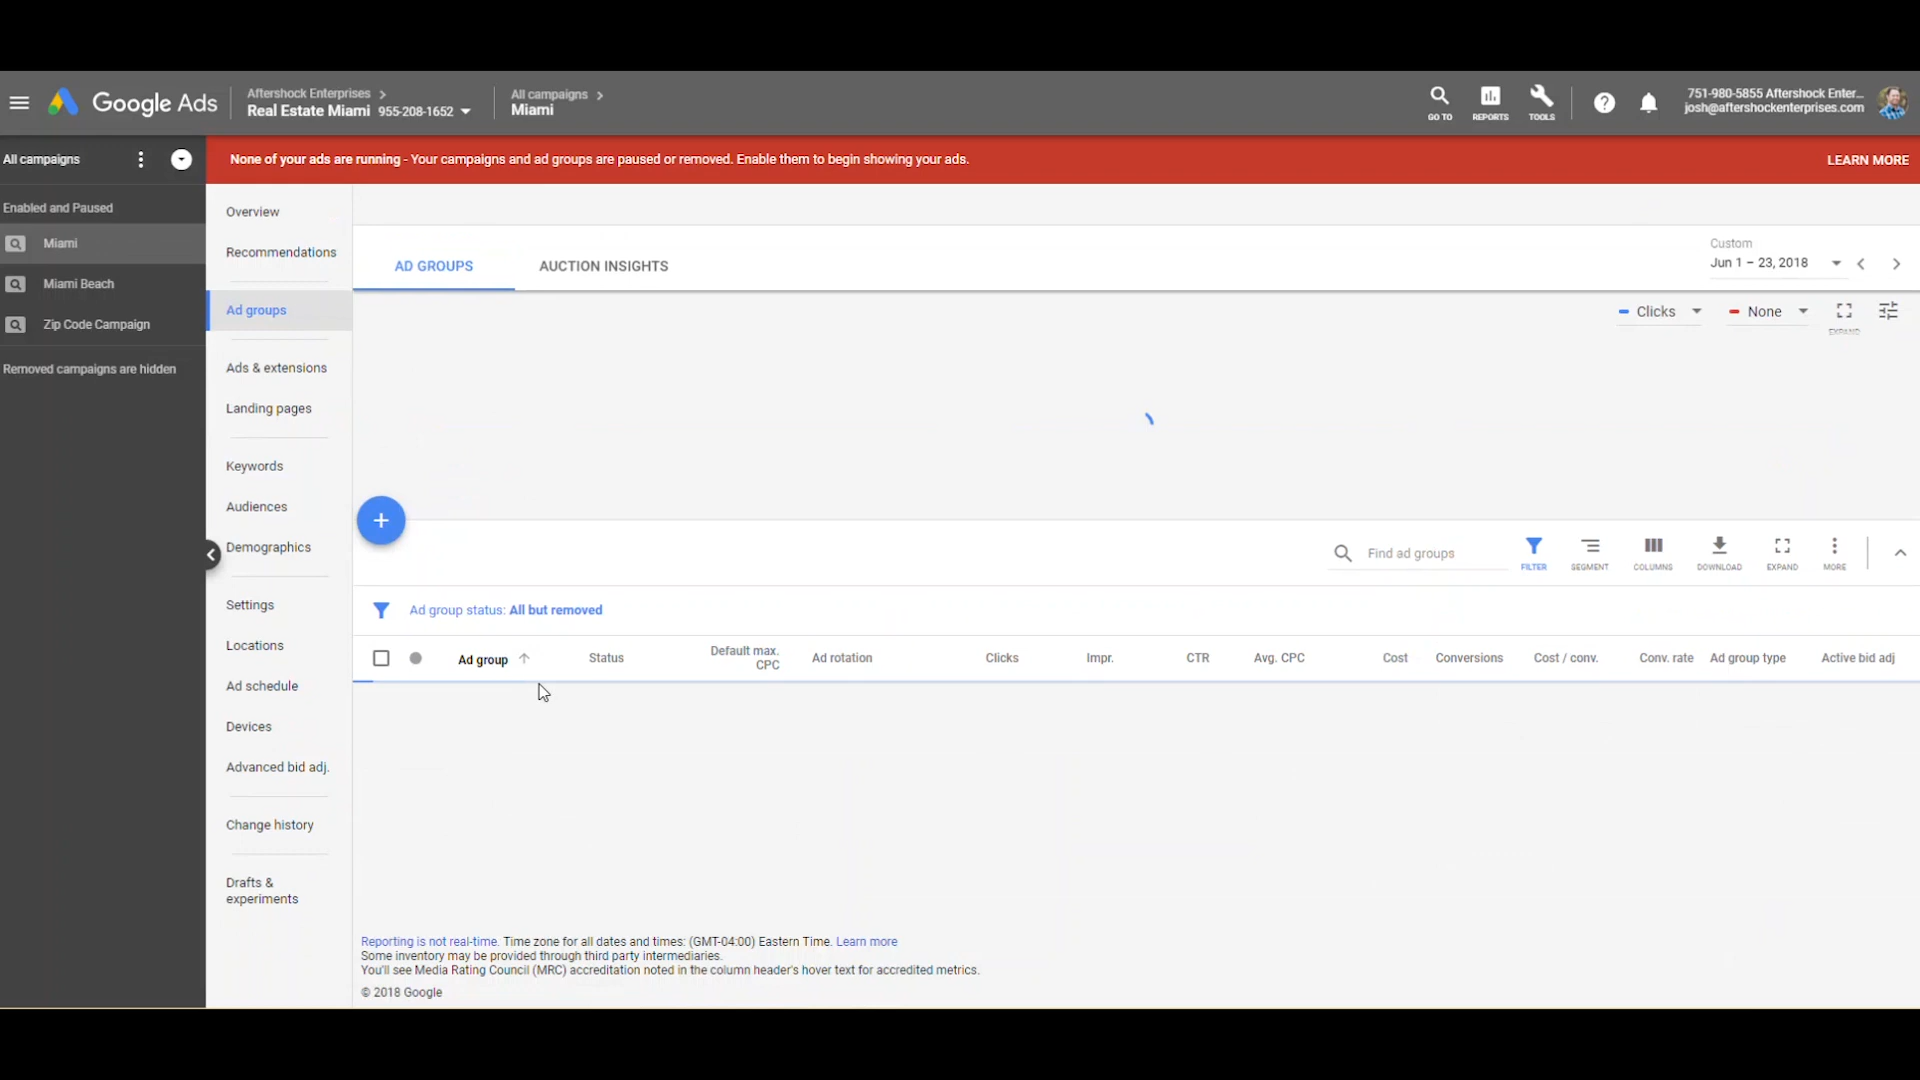 Google Ads
Aftershock Enterprises >
Real Estate Miami 955-208-1652
All campaigns >
Miami
GO TO
REPORTS
TOOLS
751-980-5855 Aftershock Enter...
josh@aftershockenterprises.com
All campaigns
None of your ads are running - Your campaigns and ad groups are paused or removed. Enable them to begin showing your ads.
LEARN MORE
Enabled and Paused
Miami
Miami Beach
Zip Code Campaign
Removed campaigns are hidden
Overview
Recommendations
Ad groups
Ads & extensions
Landing pages
Keywords
Audiences
Demographics
Settings
Locations
Ad schedule
Devices
Advanced bid adj.
Change history
Drafts &
experiments
AD GROUPS
AUCTION INSIGHTS
Custom
Jun 1 – 23, 2018
Clicks
None
EXPAND
Find ad groups
FILTER
SEGMENT
COLUMNS
DOWNLOAD
EXPAND
MORE
Ad group status: All but removed
Ad group
Status
Default max.
CPC
Ad rotation
Clicks
Impr.
CTR
Avg. CPC
Cost
Conversions
Cost / conv.
Conv. rate
Ad group type
Active bid adj
Reporting is not real-time. Time zone for all dates and times: (GMT-04:00) Eastern Time. Learn more
Some inventory may be provided through third party intermediaries.
You'll see Media Rating Council (MRC) accreditation noted in the column header's hover text for accredited metrics.
© 2018 Google